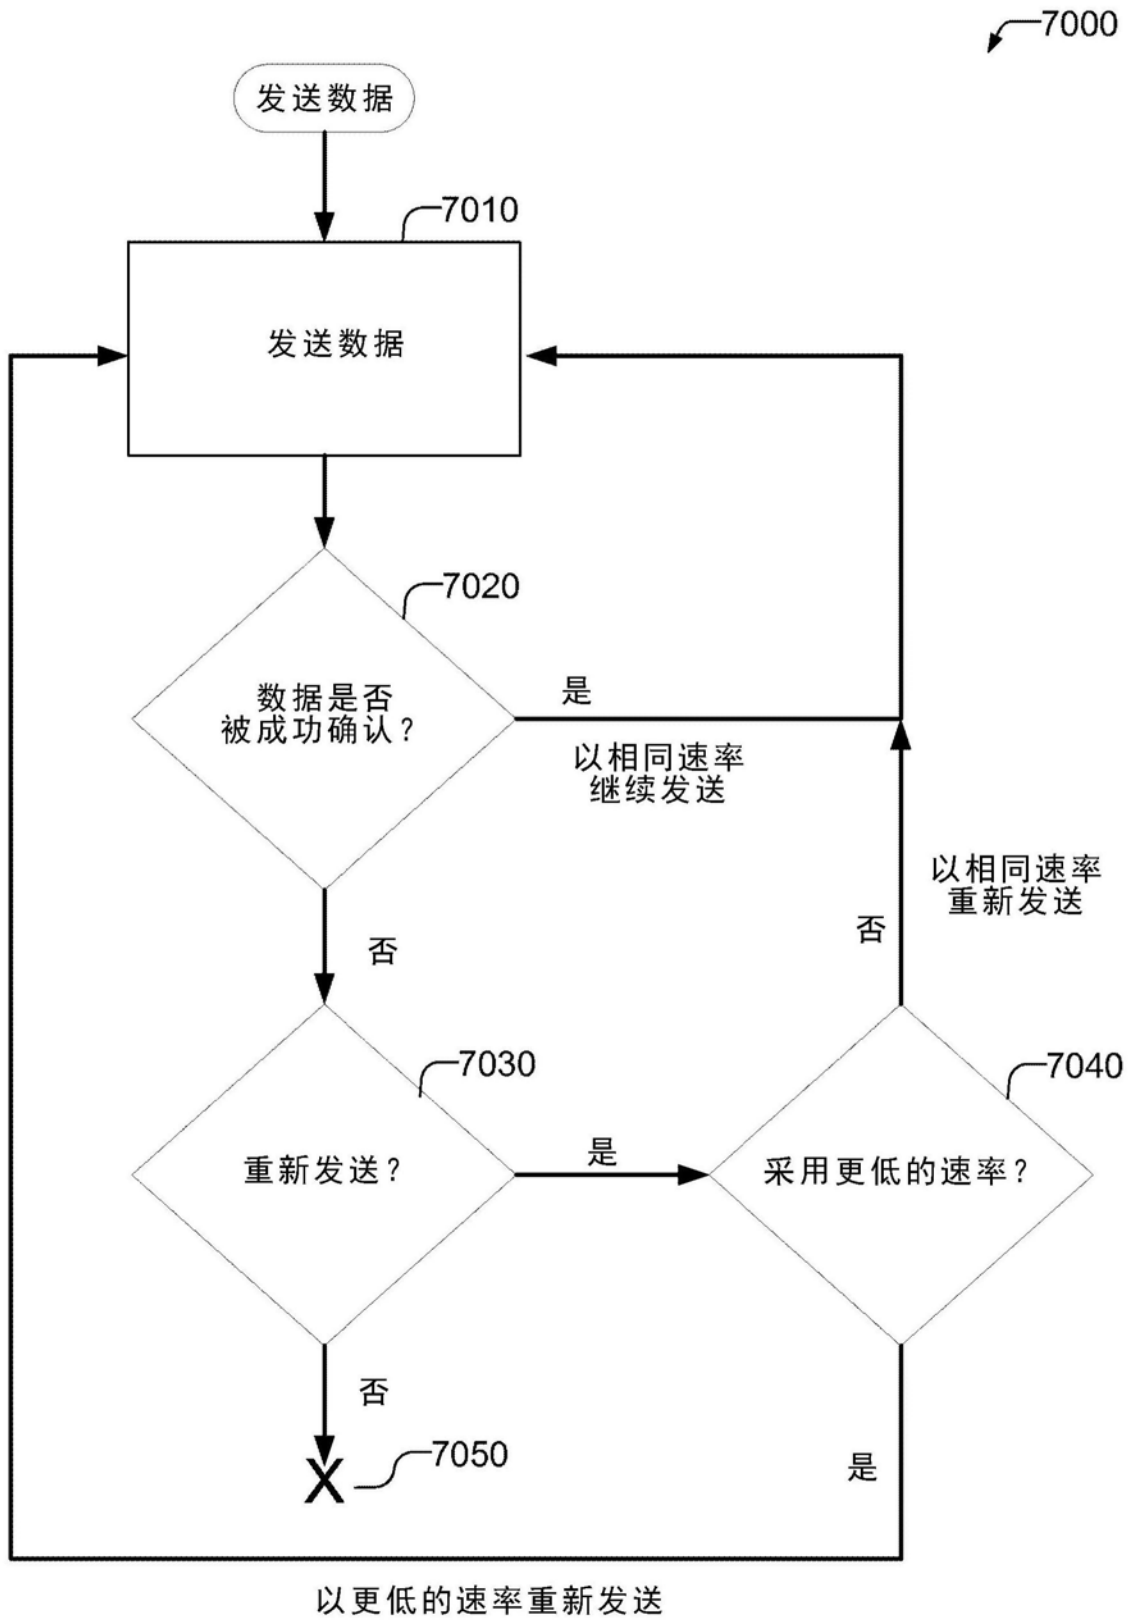 7000
发送数据
7010
发送数据
7020
数据是否
被成功确认？
是
以相同速率
继续发送
以相同速率
重新发送
否
否
7030
7040
重新发送？
是
采用更低的速率？
否
7050
是
以更低的速率重新发送